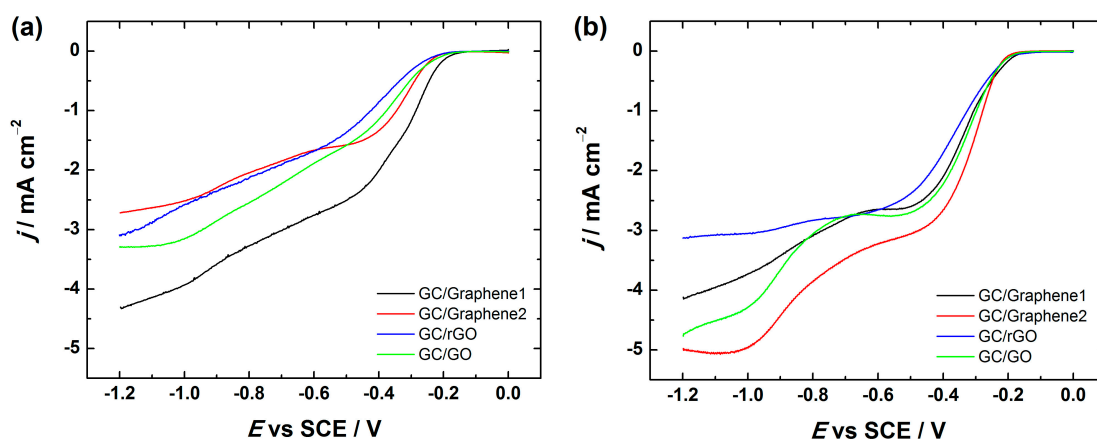 (a)
0
-1
-2
-3
-4
-5
j / mA cm⁻²
-1.2 -1.0 -0.8 -0.6 -0.4 -0.2 0.0
E vs SCE / V
GC/Graphene1
GC/Graphene2
GC/rGO
GC/GO
(b)
0
-1
-2
-3
-4
-5
j / mA cm⁻²
-1.2 -1.0 -0.8 -0.6 -0.4 -0.2 0.0
E vs SCE / V
GC/Graphene1
GC/Graphene2
GC/rGO
GC/GO